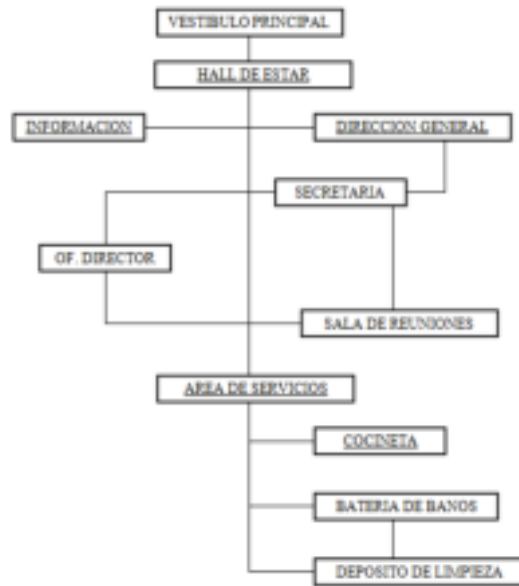 VESTIBULO PRINCIPAL
HALL DE ESTAR
INFORMACION
DIRECCION GENERAL
SECRETARIA
OF. DIRECTOR
SALA DE REUNIONES
AREA DE SERVICIOS
COCINETA
BATERIA DE BANOS
DEPOSITO DE LIMPIEZA